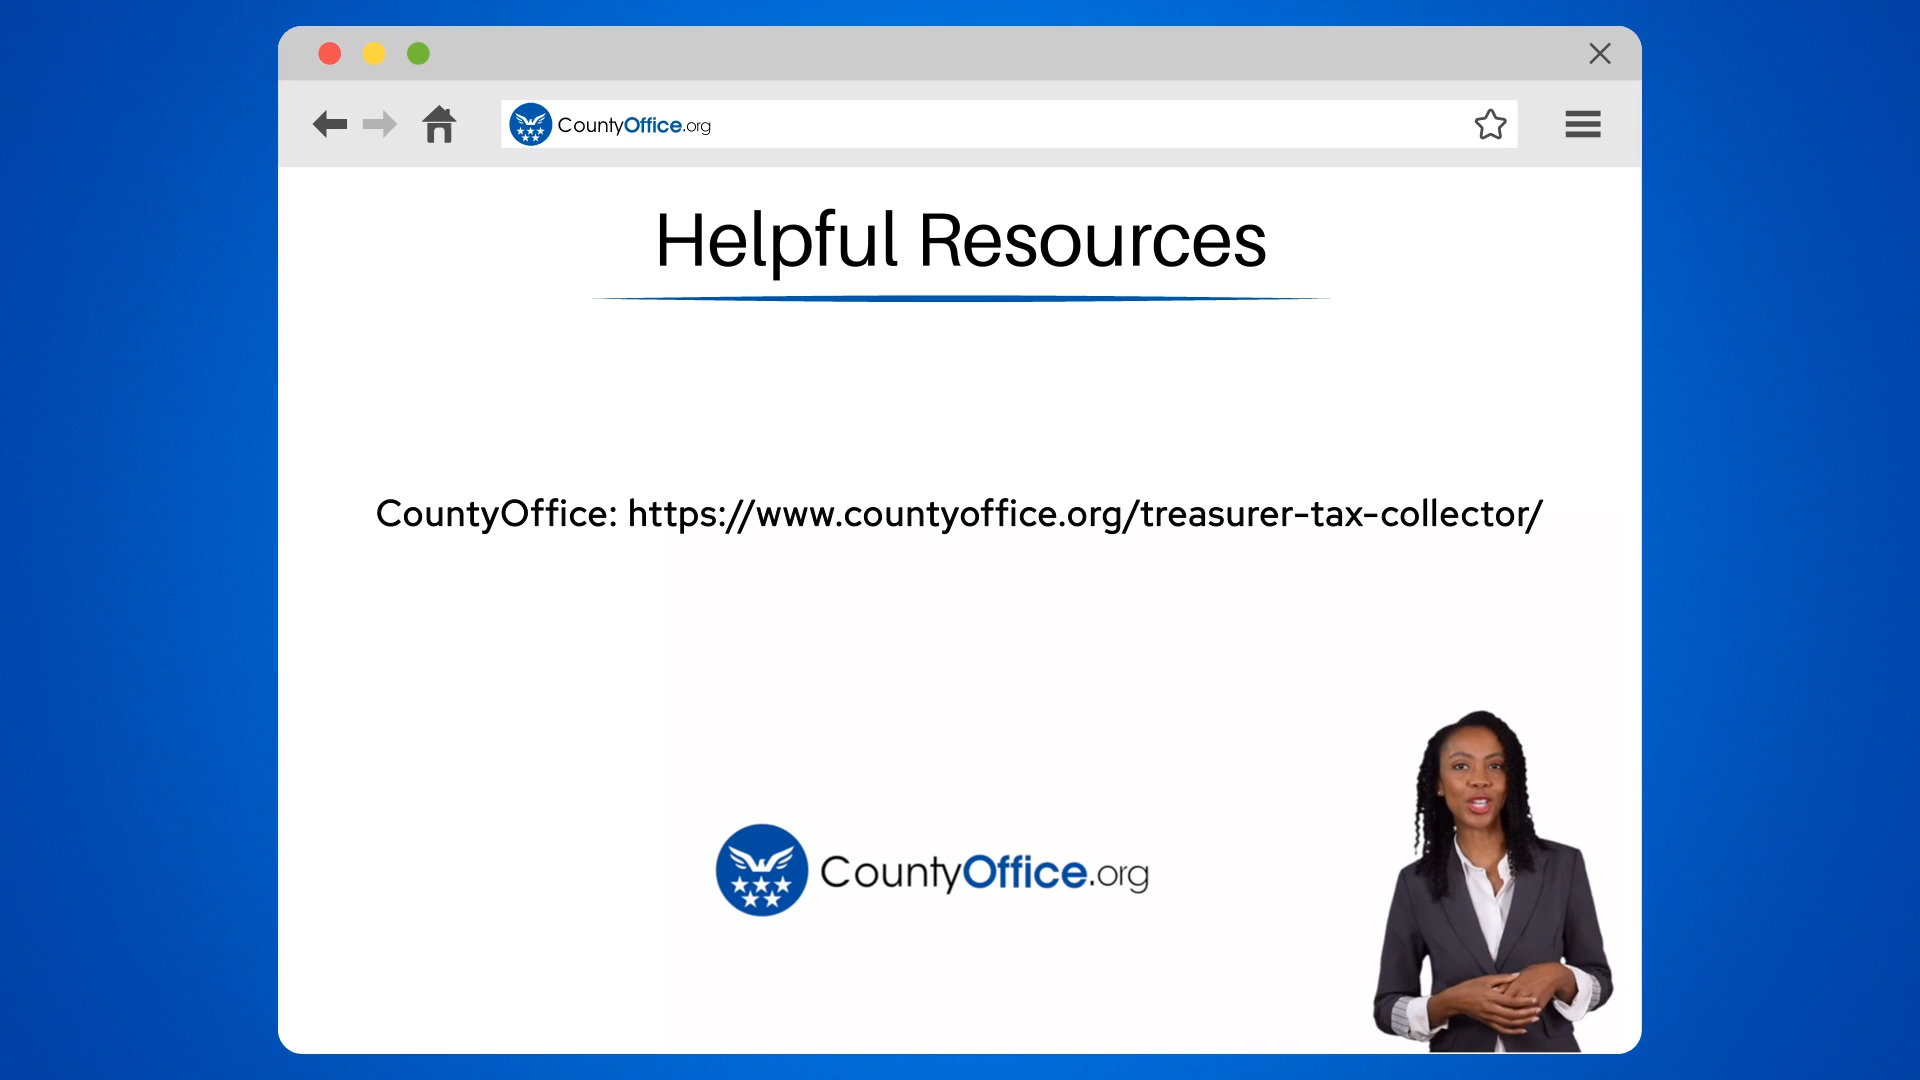 CountyOffice.org
Helpful Resources
CountyOffice: https://www.countyoffice.org/treasurer-tax-collector/
CountyOffice.org